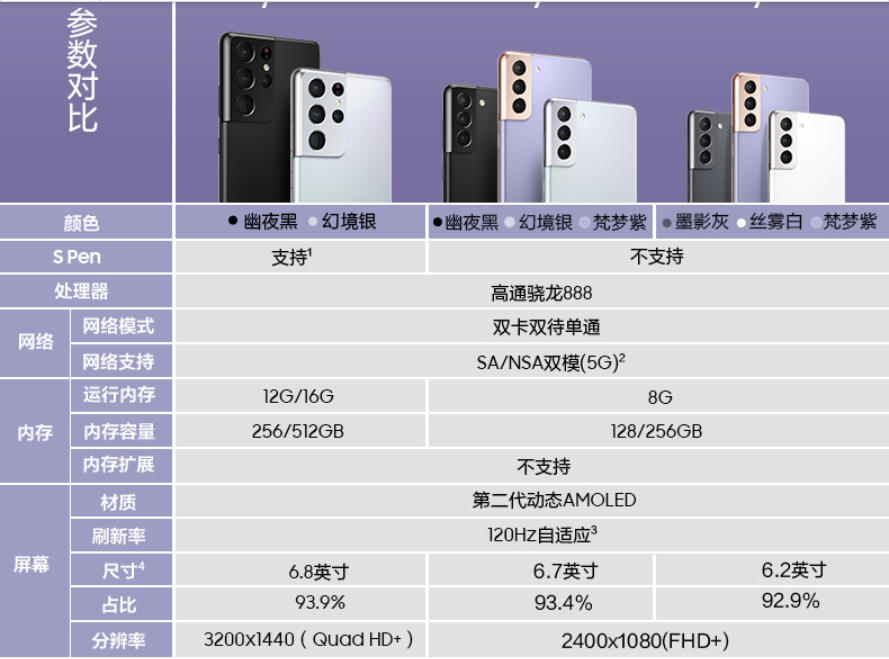 参数对比
颜色 ●幽夜黑 ●幻境银 ●幽夜黑 ●幻境银 ●梵梦紫 ●墨影灰 ●丝雾白 ●梵梦紫
S Pen 支持¹ 不支持
处理器 高通骁龙888
网络 网络模式 双卡双待单通
网络支持 SA/NSA双模(5G)²
内存 运行内存 12G/16G 8G
内存容量 256/512GB 128/256GB
内存扩展 不支持
屏幕 材质 第二代动态AMOLED
刷新率 120Hz自适应³
尺寸⁴ 6.8英寸 6.7英寸 6.2英寸
占比 93.9% 93.4% 92.9%
分辨率 3200x1440（Quad HD+） 2400x1080(FHD+)